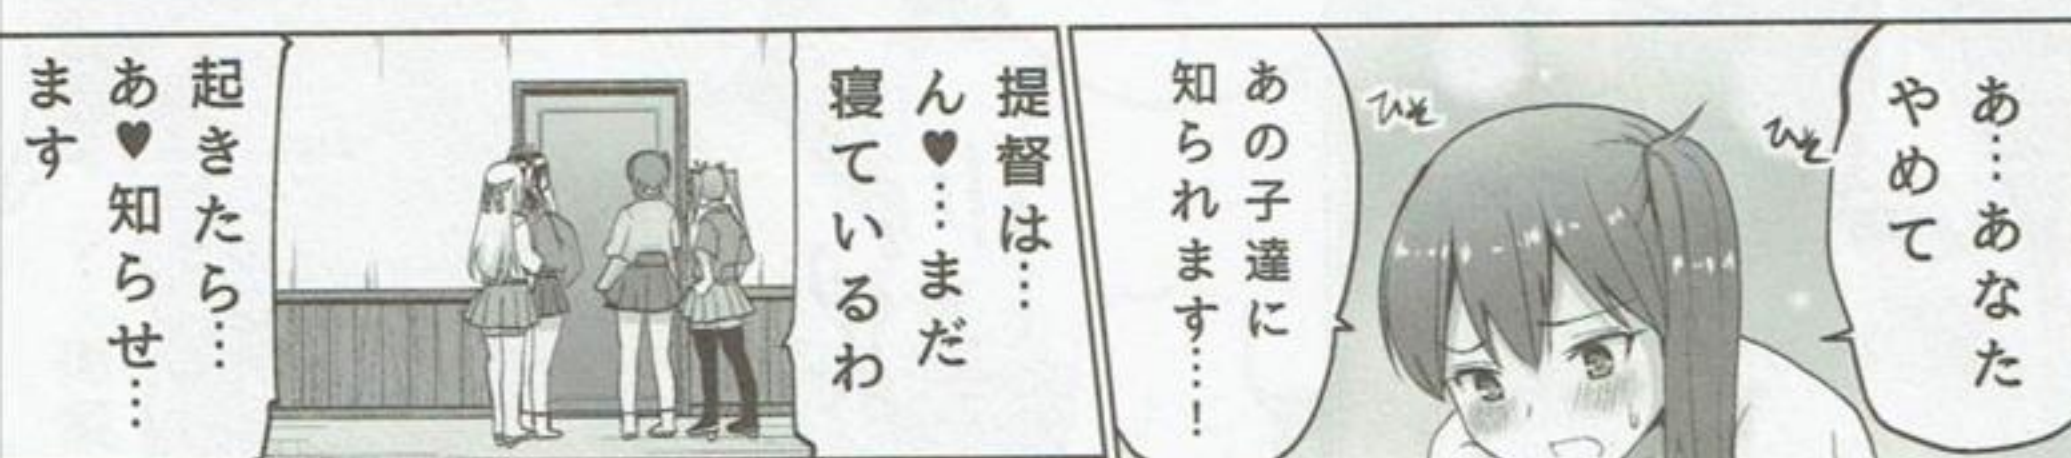 あ…あなた
やめて
ひそ
ひそ
あの子達に
知られます……!
提督は…
ん♥…まだ
寝ているわ
起きたら…
あ♥知らせ…
ます